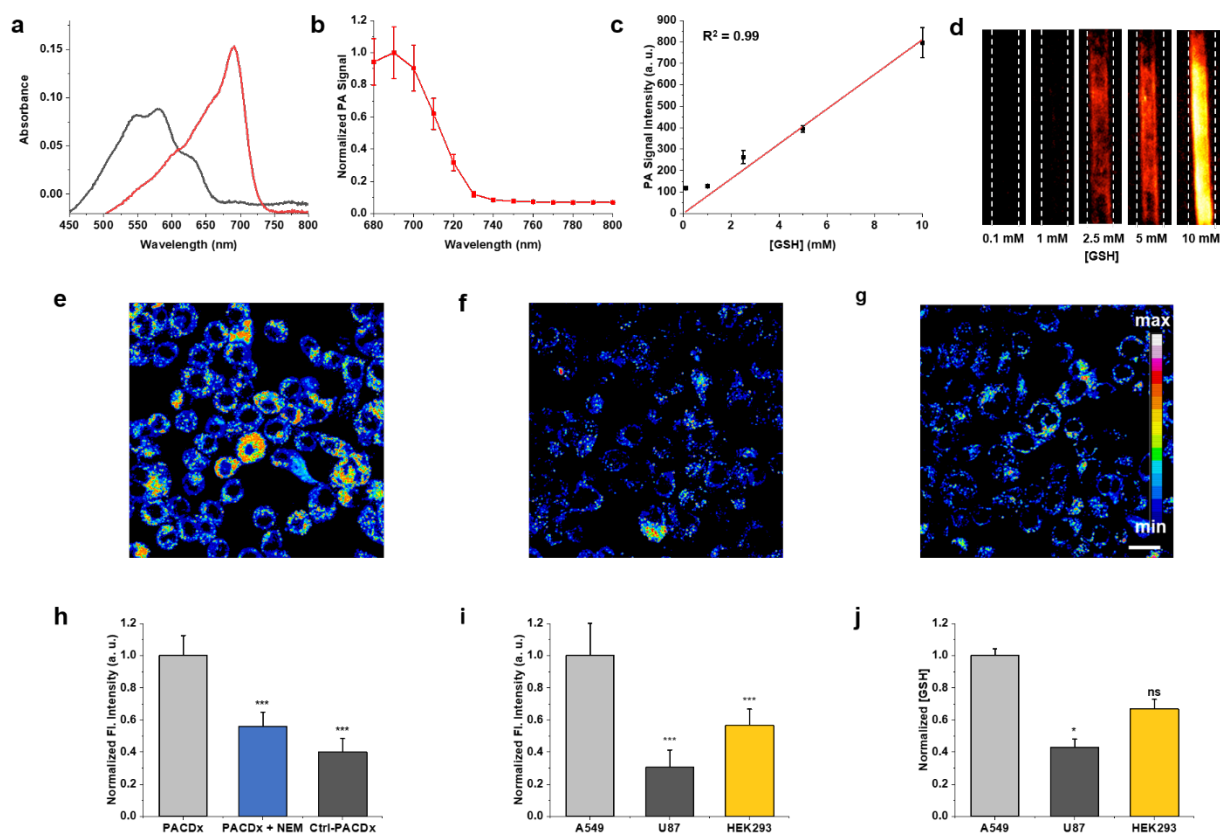 a
Absorbance
0.15
0.10
0.05
0.00
450 500 550 600 650 700 750 800
Wavelength (nm)
b
Normalized PA Signal
1.2
1.0
0.8
0.6
0.4
0.2
0.0
680 700 720 740 760 780 800
Wavelength (nm)
c
R² = 0.99
PA Signal Intensity (a. u.)
900
800
700
600
500
400
300
200
100
0
0 2 4 6 8 10
[GSH] (mM)
d
0.1 mM 1 mM 2.5 mM 5 mM 10 mM
[GSH]
e
f
g
max
min
h
Normalized Fl. Intensity (a. u.)
1.2
1.0
0.8
0.6
0.4
0.2
0.0
***
***
PACDx PACDx + NEM Ctrl-PACDx
i
Normalized Fl. Intensity (a. u.)
1.2
1.0
0.8
0.6
0.4
0.2
0.0
***
***
A549 U87 HEK293
j
Normalized [GSH]
1.2
1.0
0.8
0.6
0.4
0.2
0.0
*
ns
A549 U87 HEK293